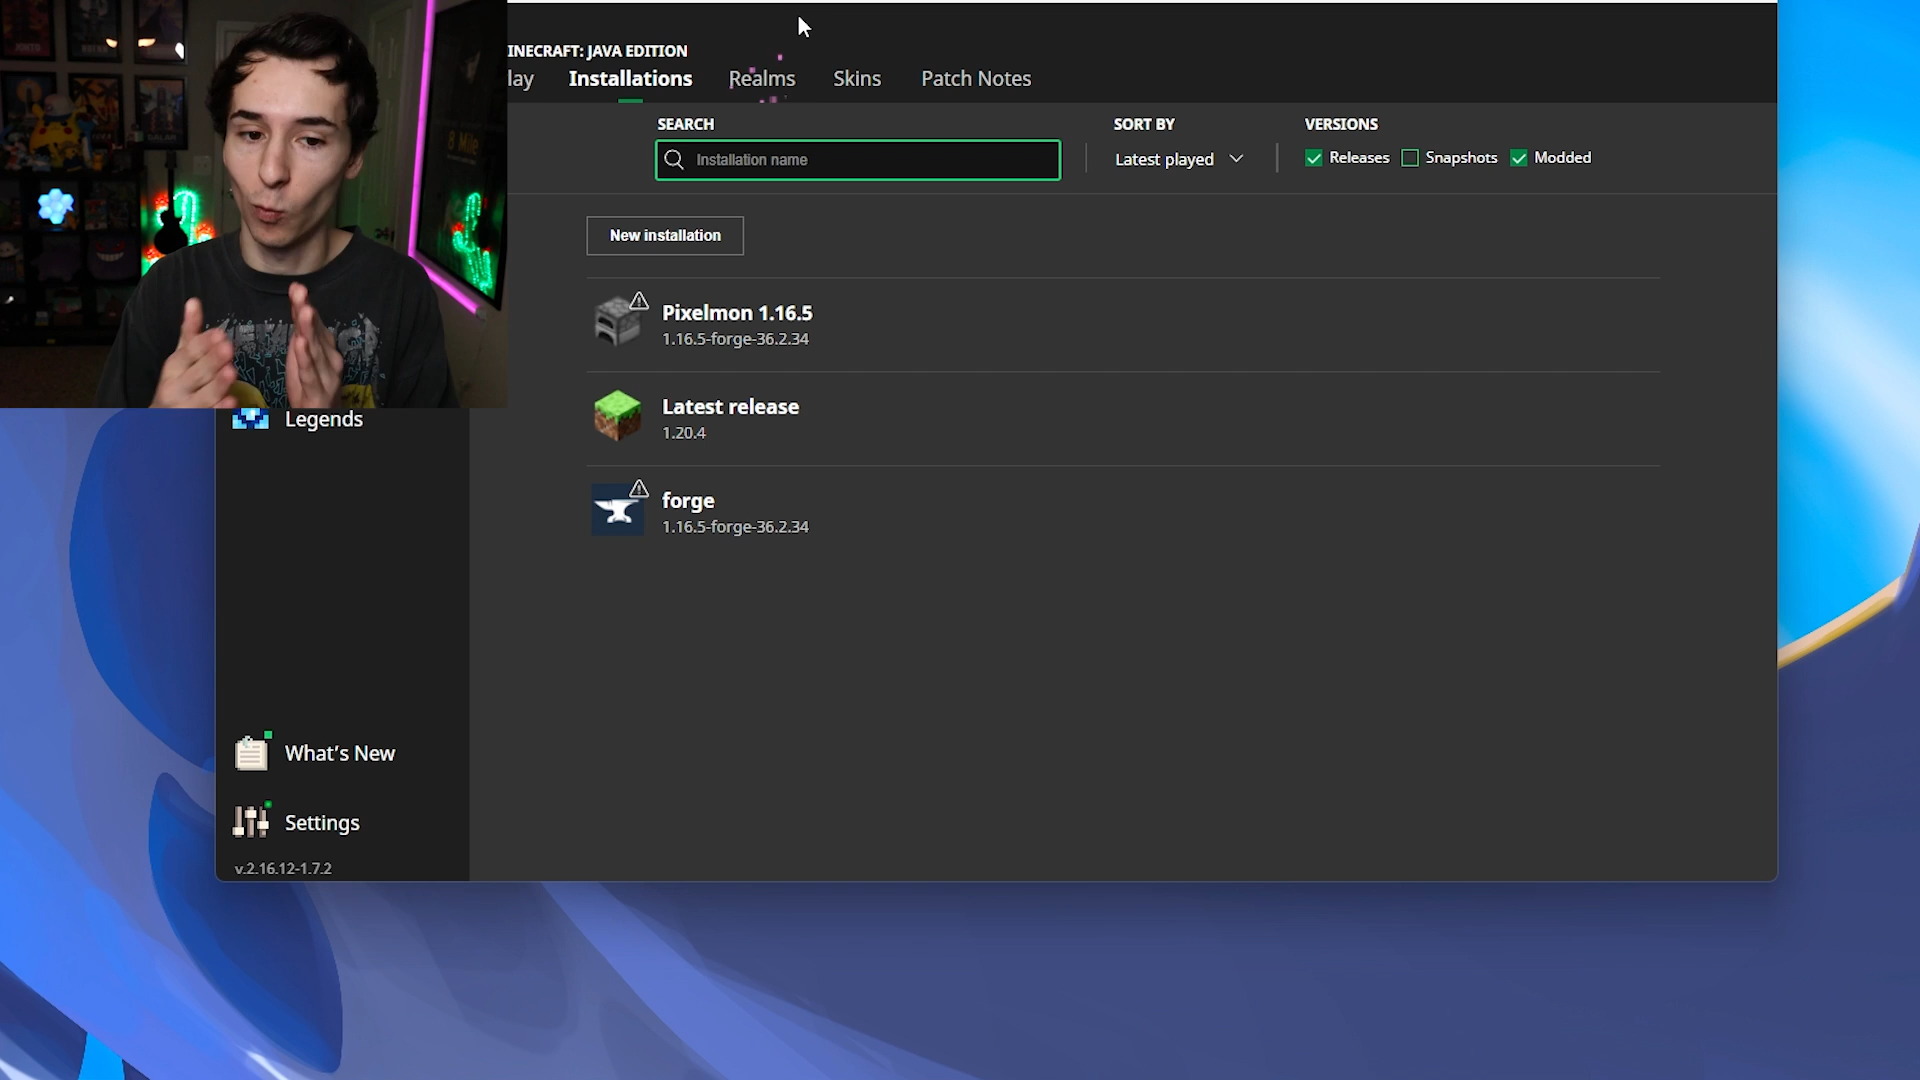 INECRAFT: JAVA EDITION
lay Installations Realms Skins Patch Notes
SEARCH
Installation name
SORT BY
Latest played
VERSIONS
Releases Snapshots Modded
New installation
Pixelmon 1.16.5
1.16.5-forge-36.2.34
Latest release
1.20.4
forge
1.16.5-forge-36.2.34
Legends
What's New
Settings
v.2.16.12-1.7.2
8 Mile